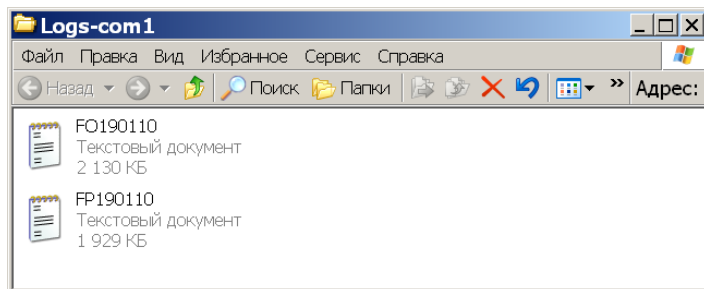 Logs-com1
Файл Правка Вид Избранное Сервис Справка
Назад Поиск Папки » Адрес:
FO190110
Текстовый документ
2 130 КБ
FP190110
Текстовый документ
1 929 КБ